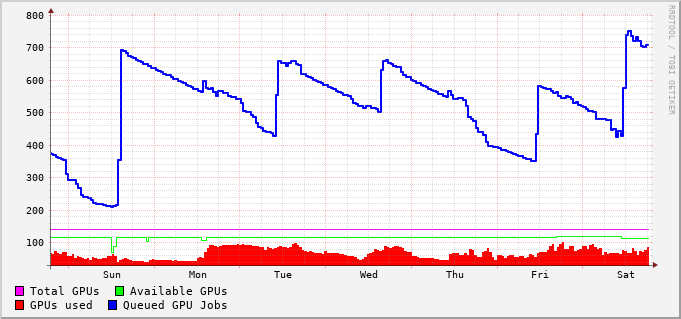 800
700
600
500
400
300
200
100
Sun Mon Tue Wed Thu Fri Sat
Total GPUs Available GPUs
GPUs used Queued GPU Jobs
RRDTOOL / TOBI OETIKER